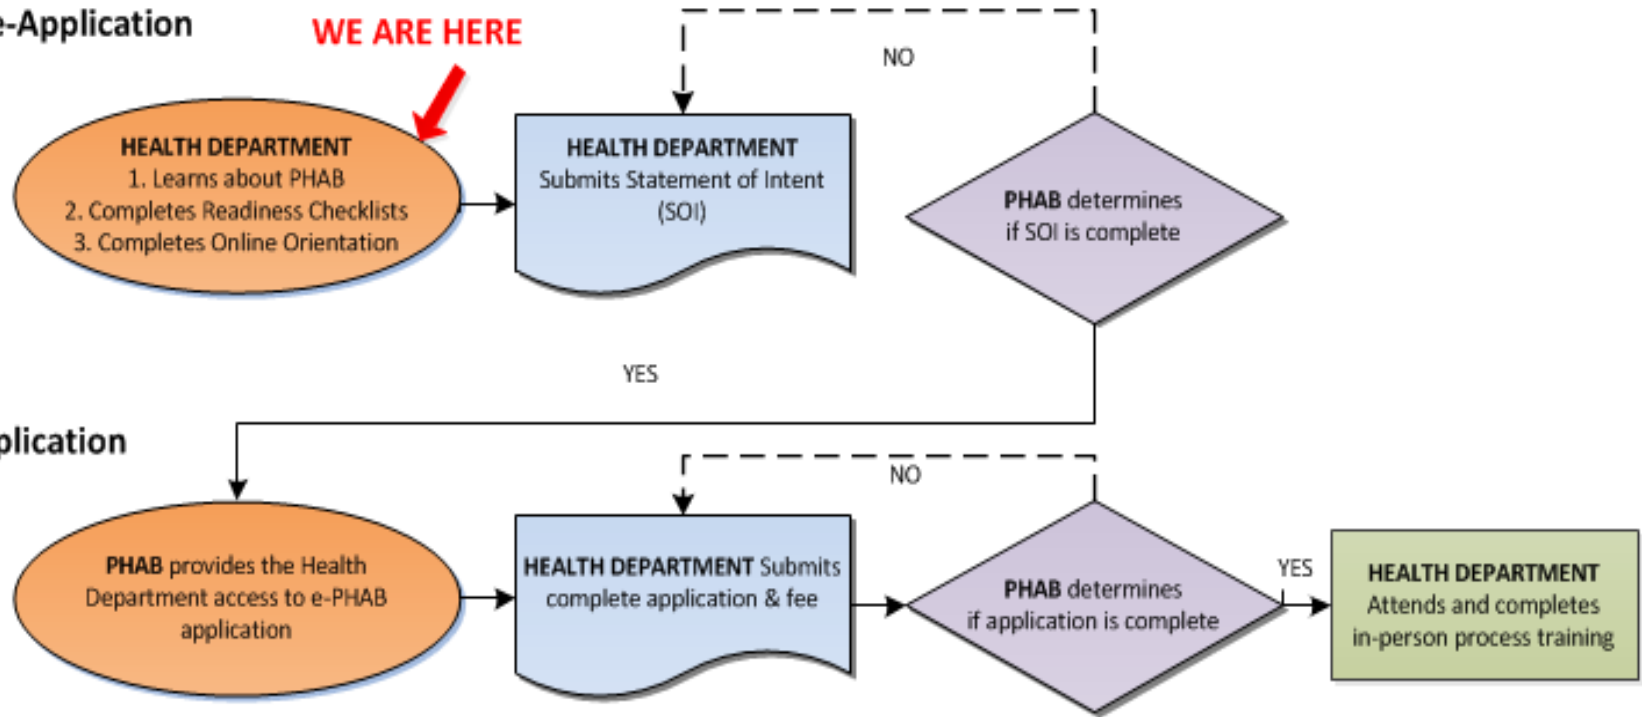 e-Application
WE ARE HERE
NO
HEALTH DEPARTMENT
1. Learns about PHAB
2. Completes Readiness Checklists
3. Completes Online Orientation
HEALTH DEPARTMENT
Submits Statement of Intent
(SOI)
PHAB determines
if SOI is complete
YES
plication
NO
PHAB provides the Health
Department access to e-PHAB
application
HEALTH DEPARTMENT Submits
complete application & fee
PHAB determines
if application is complete
YES
HEALTH DEPARTMENT
Attends and completes
in-person process training